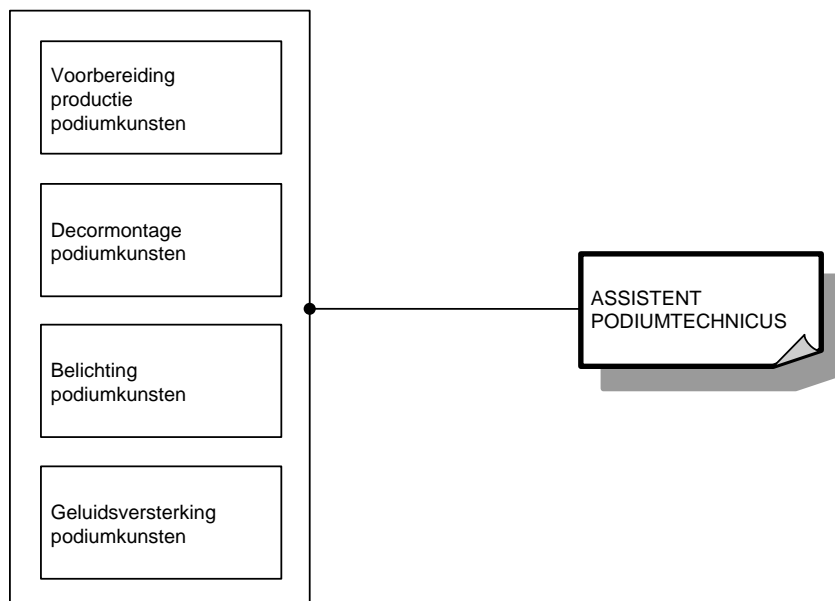 Voorbereiding
productie
podiumkunsten
Decormontage
podiumkunsten
Belichting
podiumkunsten
Geluidsversterking
podiumkunsten
ASSISTENT
PODIUMTECHNICUS